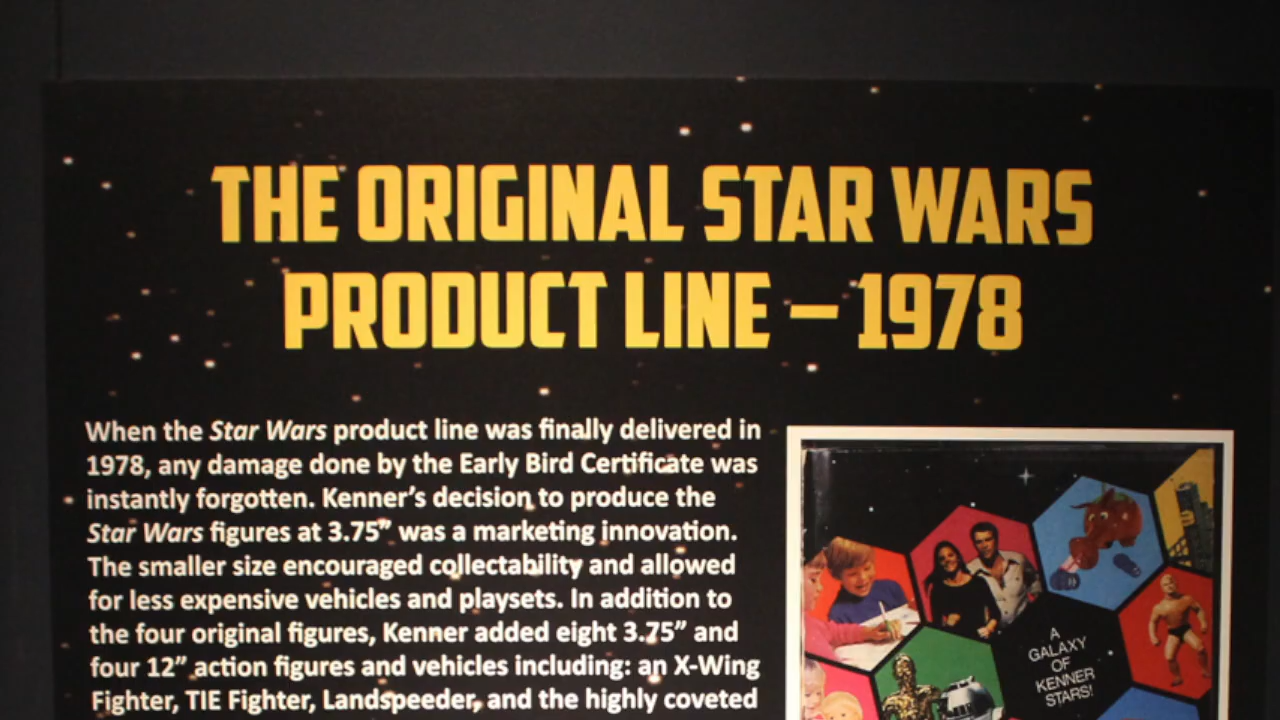 THE ORIGINAL STAR WARS
PRODUCT LINE – 1978
When the Star Wars product line was finally delivered in
1978, any damage done by the Early Bird Certificate was
instantly forgotten. Kenner’s decision to produce the
Star Wars figures at 3.75” was a marketing innovation.
The smaller size encouraged collectability and allowed
for less expensive vehicles and playsets. In addition to
the four original figures, Kenner added eight 3.75” and
four 12” action figures and vehicles including: an X-Wing
Fighter, TIE Fighter, Landspeeder, and the highly coveted
A
GALAXY
OF
KENNER
STARS!